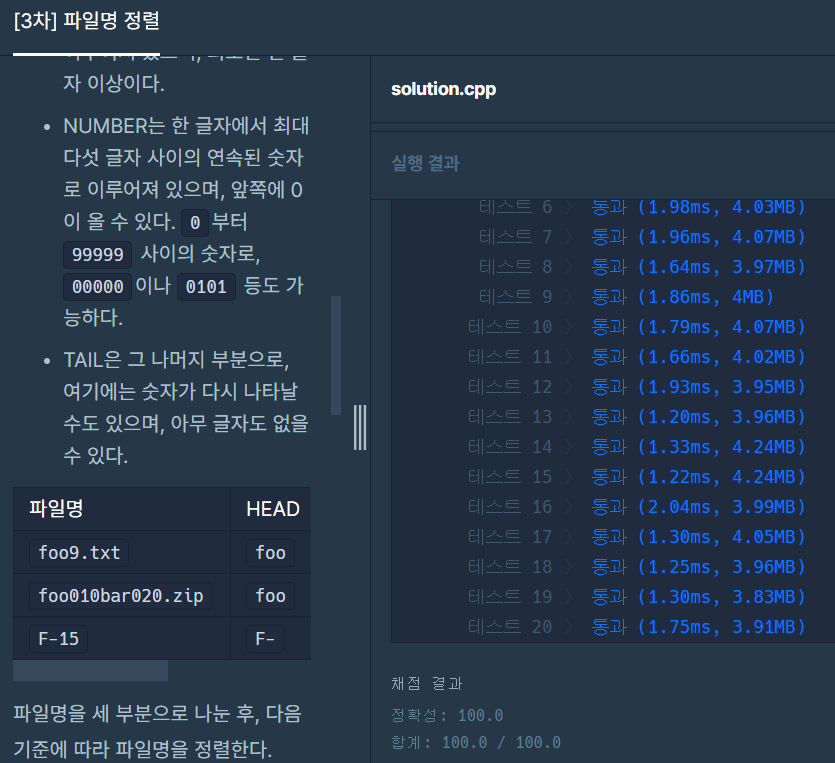 [3차] 파일명 정렬
자 이상이다.
NUMBER는 한 글자에서 최대
다섯 글자 사이의 연속된 숫자
로 이루어져 있으며, 앞쪽에 0
이 올 수 있다. 0 부터
99999 사이의 숫자로,
00000 이나 0101 등도 가
능하다.
TAIL은 그 나머지 부분으로,
여기에는 숫자가 다시 나타날
수도 있으며, 아무 글자도 없을
수 있다.
파일명 HEAD
foo9.txt foo
foo010bar020.zip foo
F-15 F-
파일명을 세 부분으로 나눈 후, 다음
기준에 따라 파일명을 정렬한다.
solution.cpp
실행 결과
테스트 6 〉 통과 (1.98ms, 4.03MB)
테스트 7 〉 통과 (1.96ms, 4.07MB)
테스트 8 〉 통과 (1.64ms, 3.97MB)
테스트 9 〉 통과 (1.86ms, 4MB)
테스트 10 〉 통과 (1.79ms, 4.07MB)
테스트 11 〉 통과 (1.66ms, 4.02MB)
테스트 12 〉 통과 (1.93ms, 3.95MB)
테스트 13 〉 통과 (1.20ms, 3.96MB)
테스트 14 〉 통과 (1.33ms, 4.24MB)
테스트 15 〉 통과 (1.22ms, 4.24MB)
테스트 16 〉 통과 (2.04ms, 3.99MB)
테스트 17 〉 통과 (1.30ms, 4.05MB)
테스트 18 〉 통과 (1.25ms, 3.96MB)
테스트 19 〉 통과 (1.30ms, 3.83MB)
테스트 20 〉 통과 (1.75ms, 3.91MB)
채점 결과
정확성: 100.0
합계: 100.0 / 100.0